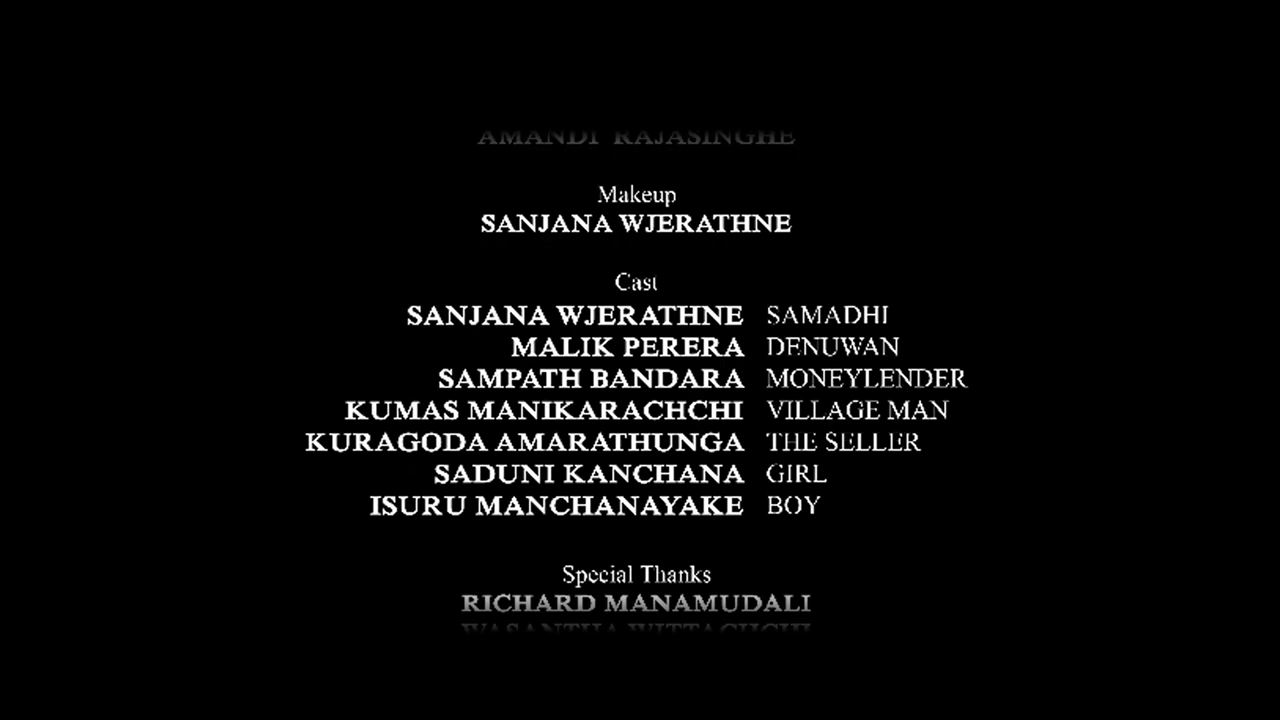 AMANDI RAJASINGHE
Makeup
SANJANA WJERATHNE
Cast
SANJANA WJERATHNE SAMADHI
MALIK PERERA DENUWAN
SAMPATH BANDARA MONEYLENDER
KUMAS MANIKARACHCHI VILLAGE MAN
KURAGODA AMARATHUNGA THE SELLER
SADUNI KANCHANA GIRL
ISURU MANCHANAYAKE BOY
Special Thanks
RICHARD MANAMUDALI